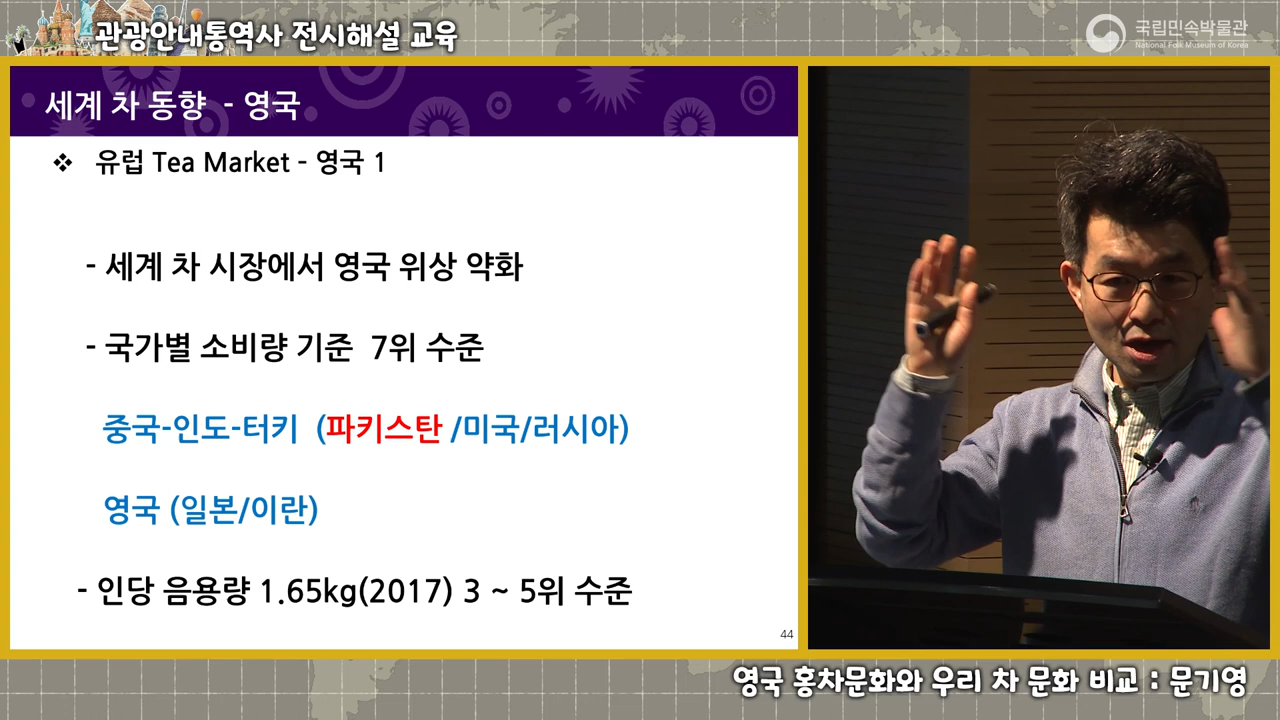 관광안내통역사 전시해설 교육
국립민속박물관
National Folk Museum of Korea
세계 차 동향 - 영국
❖ 유럽 Tea Market - 영국 1
- 세계 차 시장에서 영국 위상 약화
- 국가별 소비량 기준 7위 수준
중국-인도-터키 (파키스탄 /미국/러시아)
영국 (일본/이란)
- 인당 음용량 1.65kg(2017) 3 ~ 5위 수준
44
영국 홍차문화와 우리 차 문화 비교 : 문기영